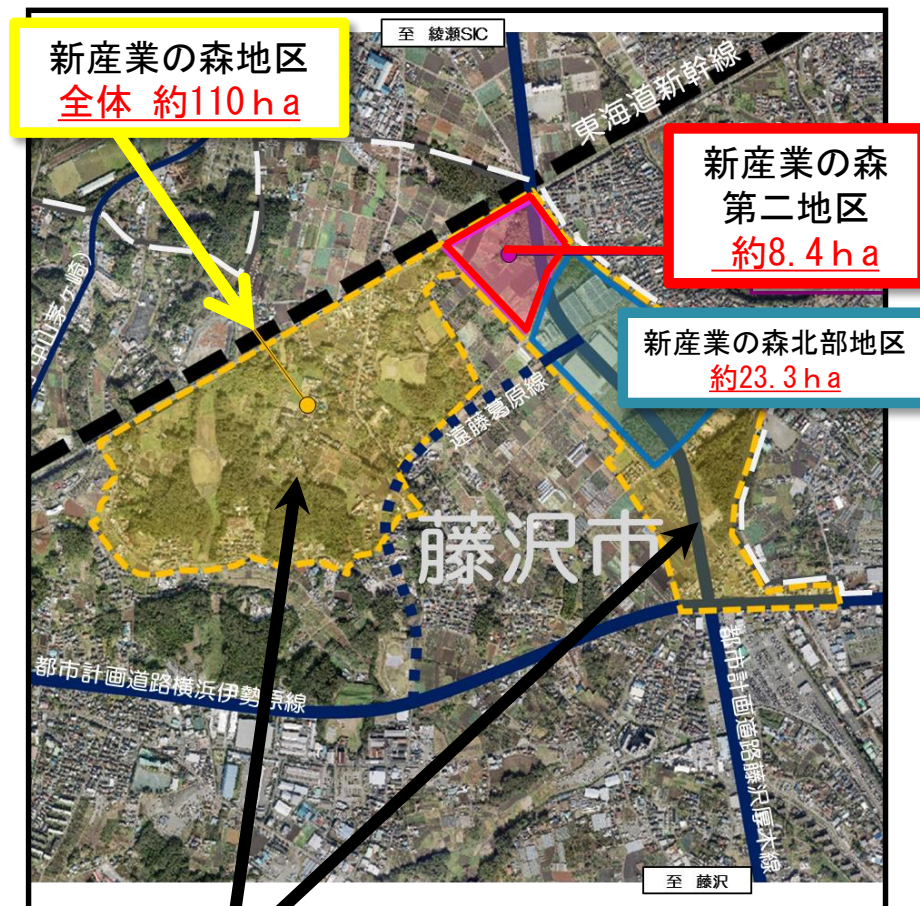 至 綾瀬SIC
新産業の森地区
全体 約110ha
東海道新幹線
新産業の森
第二地区
約8.4ha
新産業の森北部地区
約23.3ha
遠藤葛原線
藤沢市
都市計画道路横浜伊勢原線
都市計画道路藤沢厚木線
至 藤沢